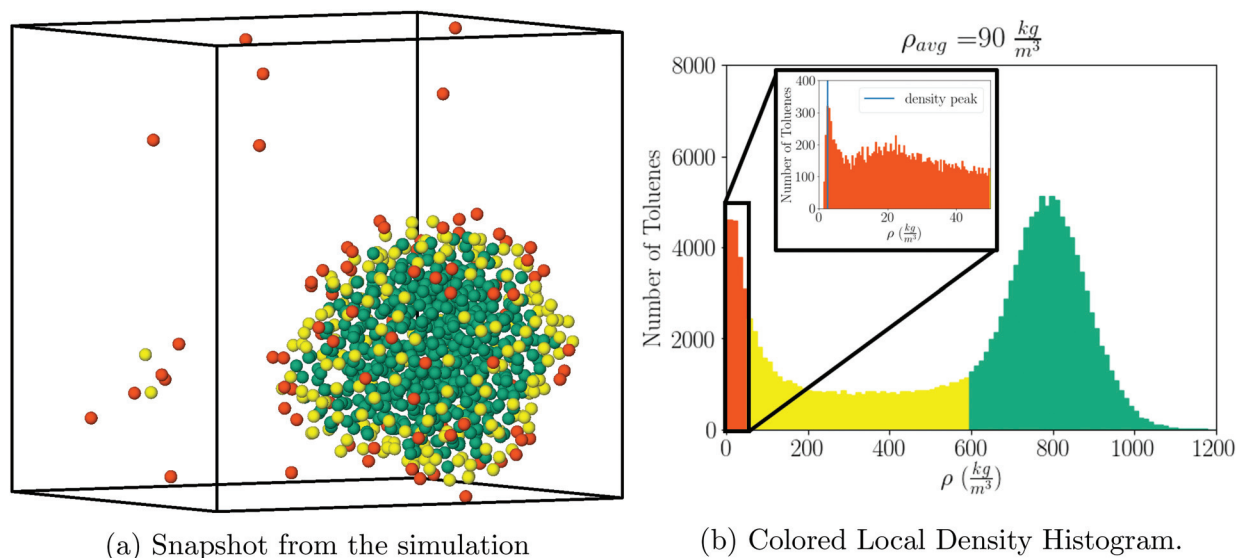 ρ_avg =90 kg/m³
8000
6000
4000
2000
0
Number of Toluenes
400
300
200
100
0
Number of Toluenes
density peak
0 20 40
ρ (kg/m³)
0 200 400 600 800 1000 1200
ρ (kg/m³)
(a) Snapshot from the simulation
(b) Colored Local Density Histogram.